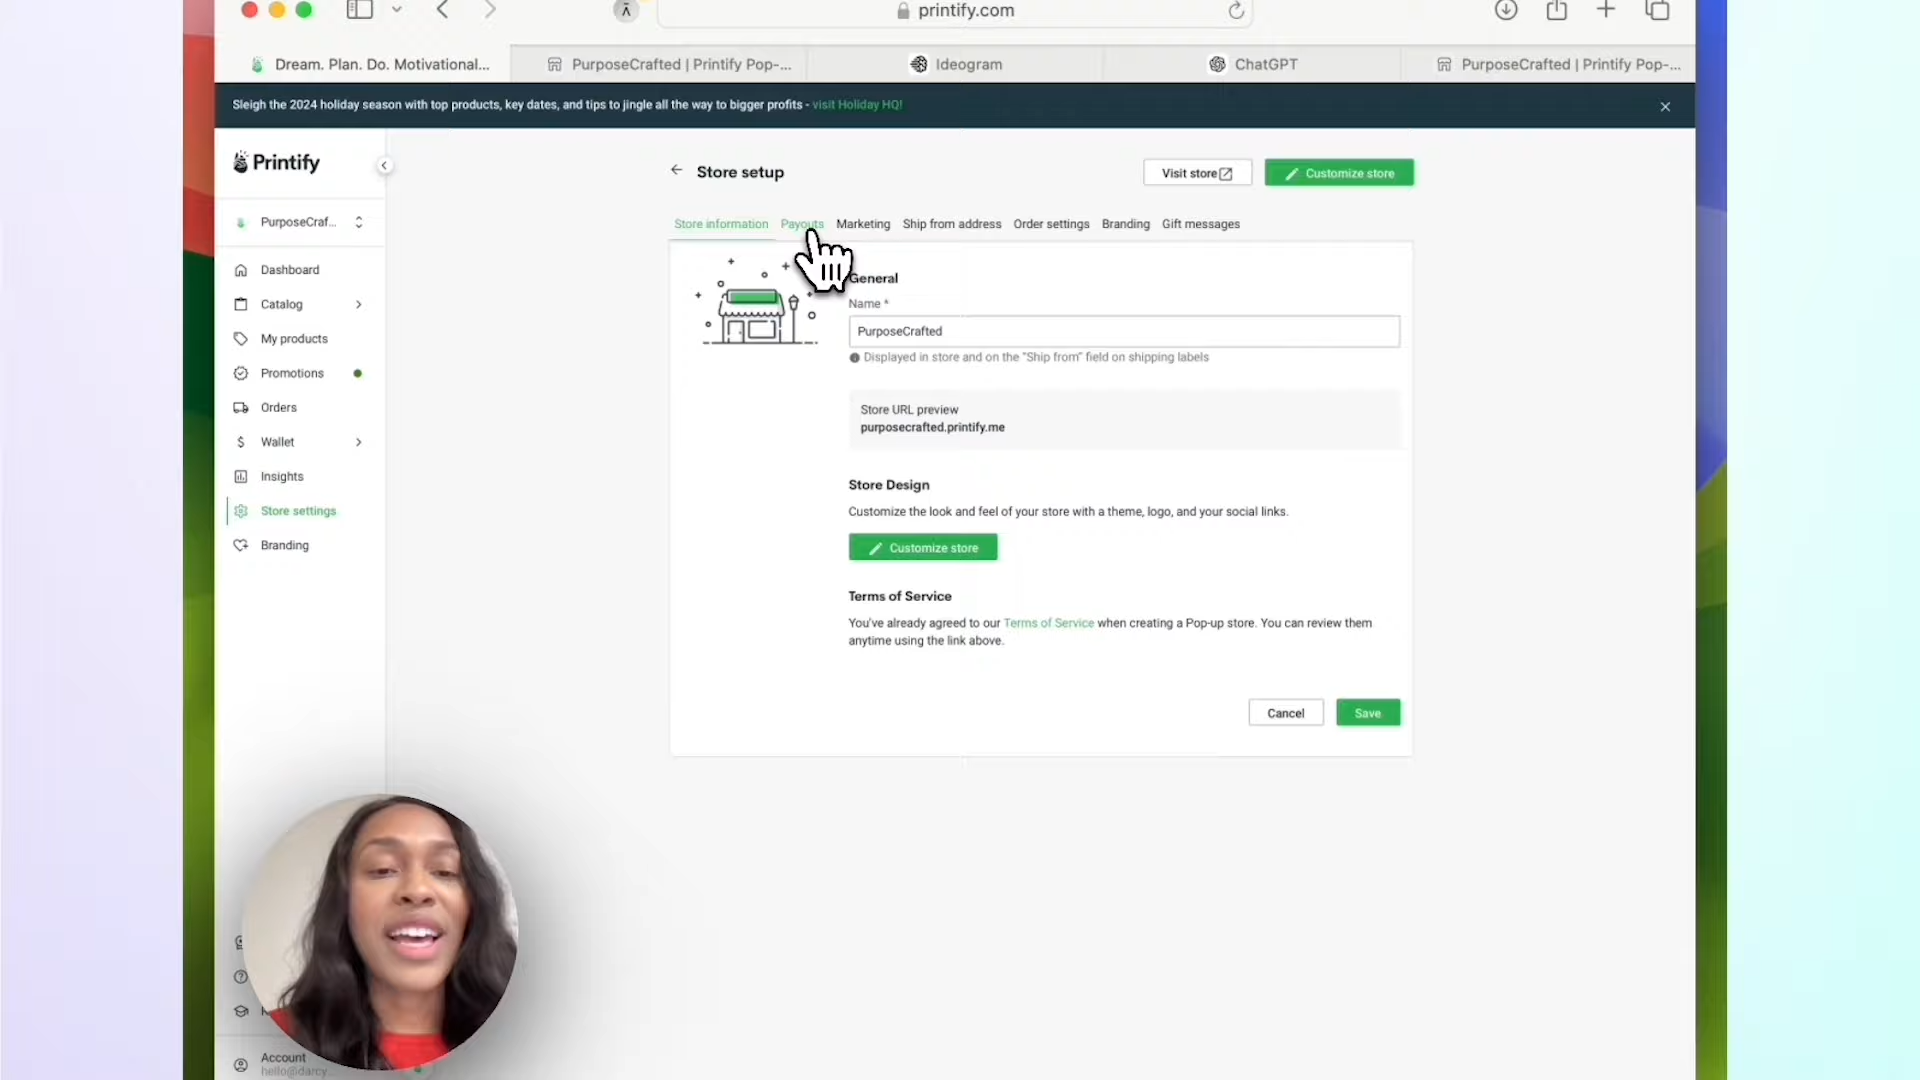 printify.com
Dream. Plan. Do. Motivational...
PurposeCrafted | Printify Pop-...
Ideogram
ChatGPT
PurposeCrafted | Printify Pop-...
Sleigh the 2024 holiday season with top products, key dates, and tips to jingle all the way to bigger profits - visit Holiday HQ!
Printify
Store setup
Visit store
Customize store
PurposeCraf...
Store information
Payouts
Marketing
Ship from address
Order settings
Branding
Gift messages
Dashboard
Catalog
My products
Promotions
Orders
Wallet
Insights
Store settings
Branding
General
Name *
PurposeCrafted
Displayed in store and on the "Ship from" field on shipping labels
Store URL preview
purposecrafted.printify.me
Store Design
Customize the look and feel of your store with a theme, logo, and your social links.
Customize store
Terms of Service
You've already agreed to our Terms of Service when creating a Pop-up store. You can review them
anytime using the link above.
Cancel
Save
Account
hello@darcy...